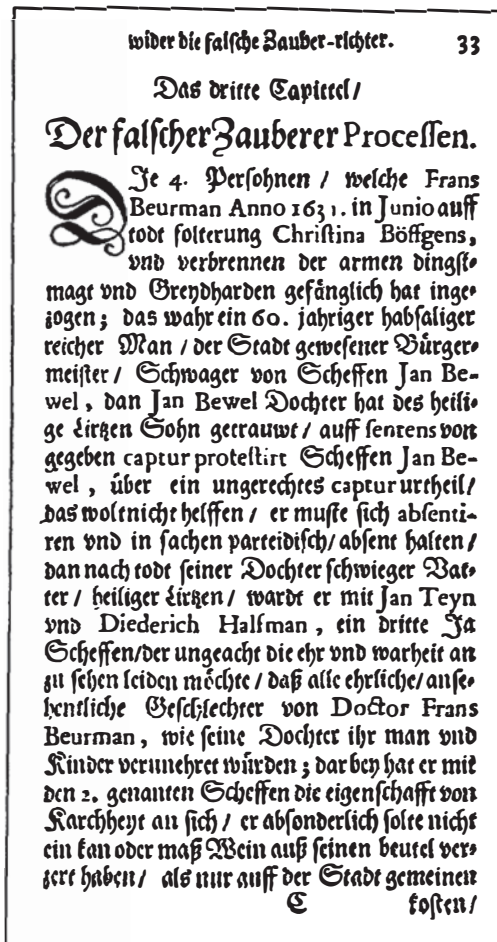 wider die falsche Zauber-richter. 33
Das dritte Capittel/
Der falscher Zauberer Processen.
DJe 4. Persohnen / welche Frans
Beurman Anno 1631. in Junio auff
todt folterung Christina Böffgens,
vnd verbrennen der armen dingst-
magt vnd Greydharden gefänglich hat inge-
zogen; das wahr ein 60. jahriger habsaliger
reicher Man / der Stadt gewesener Bürger-
meister / Schwager von Scheffen Jan Be-
wel, dan Jan Bewel Dochter hat des heili-
ge Lirtzen Sohn getrauwt / auff sentens von
gegeben captur protestirt Scheffen Jan Be-
wel, über ein ungerechtes captur urtheil/
das wolt nicht helffen / er muste sich absenti-
ren vnd in sachen parteidisch/ absent halten /
dan nach todt seiner Dochter schwieger Vat-
ter / heiliger Lirtzen / wardt er mit Jan Teyn
vnd Diederich Halfman, ein dritte Ja
Scheffen/der ungeacht die ehr vnd warheit an
zu sehen leiden möchte / daß alle ehrliche/ anse-
hentliche Geschlechter von Doctor Frans
Beurman, wie seine Dochter ihr man vnd
Kinder verunehret würden; dar bey hat er mit
den 2. genanten Scheffen die eigenschafft von
Karchheyt an sich / er absonderlich solte nicht
ein kan oder maß Wein auß seinen beutel ver-
zert haben / als nur auff der Stadt gemeinen
C kosten/